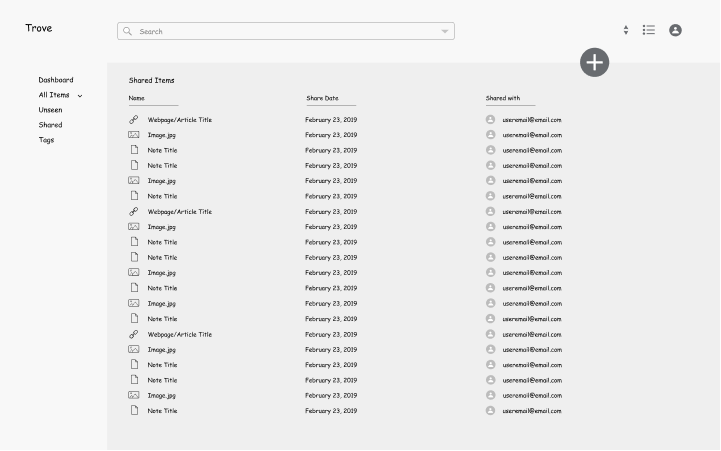 Trove
Search
Dashboard
All Items
Unseen
Shared
Tags
Shared Items
Name Share Date Shared with
Webpage/Article Title February 23, 2019 useremail@email.com
Image.jpg February 23, 2019 useremail@email.com
Note Title February 23, 2019 useremail@email.com
Note Title February 23, 2019 useremail@email.com
Image.jpg February 23, 2019 useremail@email.com
Note Title February 23, 2019 useremail@email.com
Webpage/Article Title February 23, 2019 useremail@email.com
Image.jpg February 23, 2019 useremail@email.com
Note Title February 23, 2019 useremail@email.com
Note Title February 23, 2019 useremail@email.com
Image.jpg February 23, 2019 useremail@email.com
Note Title February 23, 2019 useremail@email.com
Image.jpg February 23, 2019 useremail@email.com
Note Title February 23, 2019 useremail@email.com
Webpage/Article Title February 23, 2019 useremail@email.com
Image.jpg February 23, 2019 useremail@email.com
Note Title February 23, 2019 useremail@email.com
Note Title February 23, 2019 useremail@email.com
Image.jpg February 23, 2019 useremail@email.com
Note Title February 23, 2019 useremail@email.com